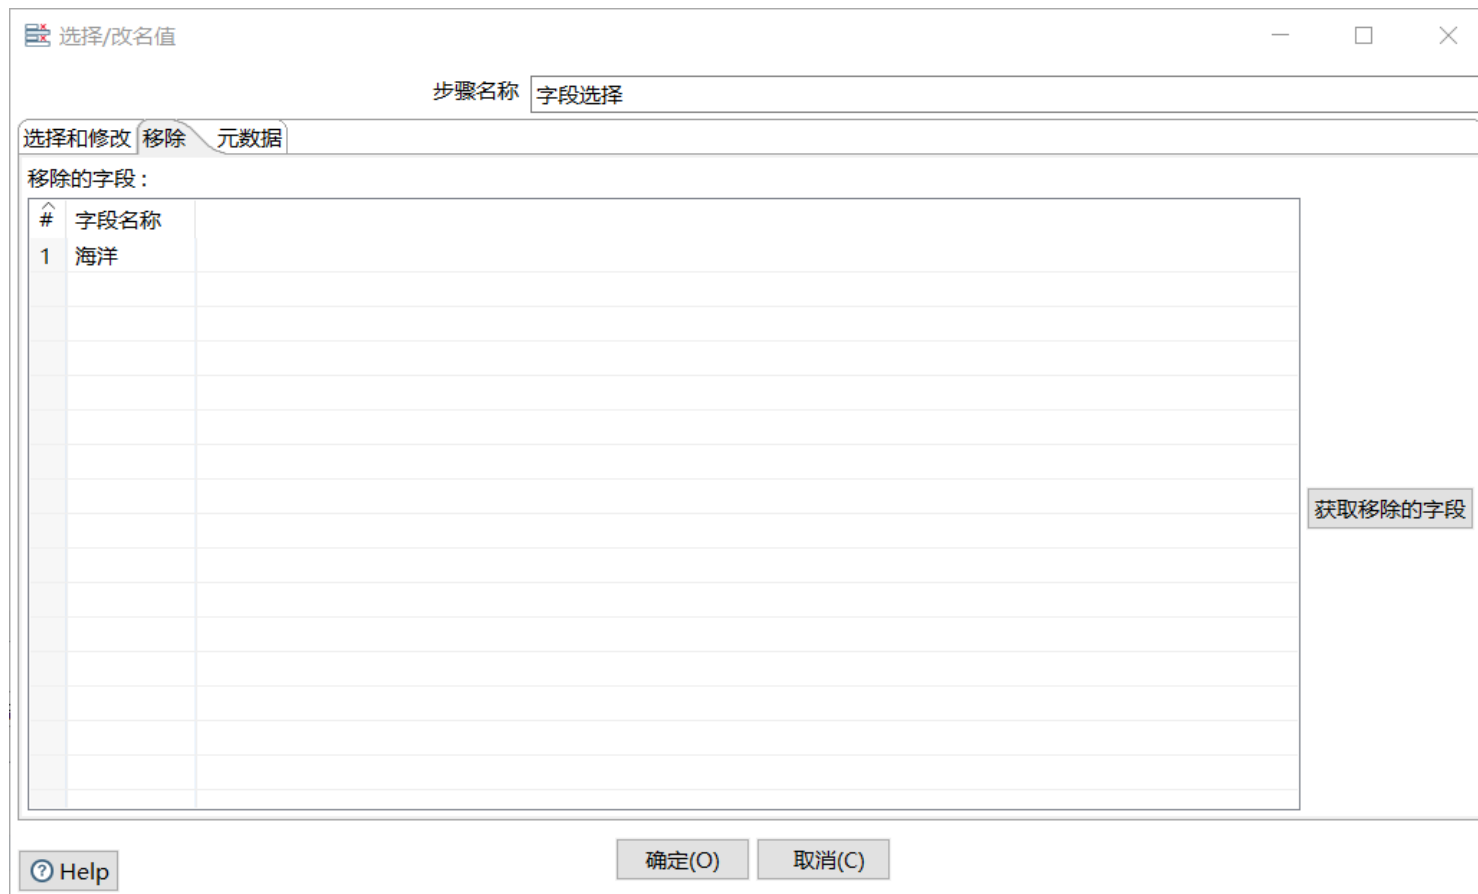 选择/改名值
步骤名称 字段选择
选择和修改 移除 元数据
移除的字段 :
# 字段名称
1 海洋
获取移除的字段
确定(O) 取消(C)
Help